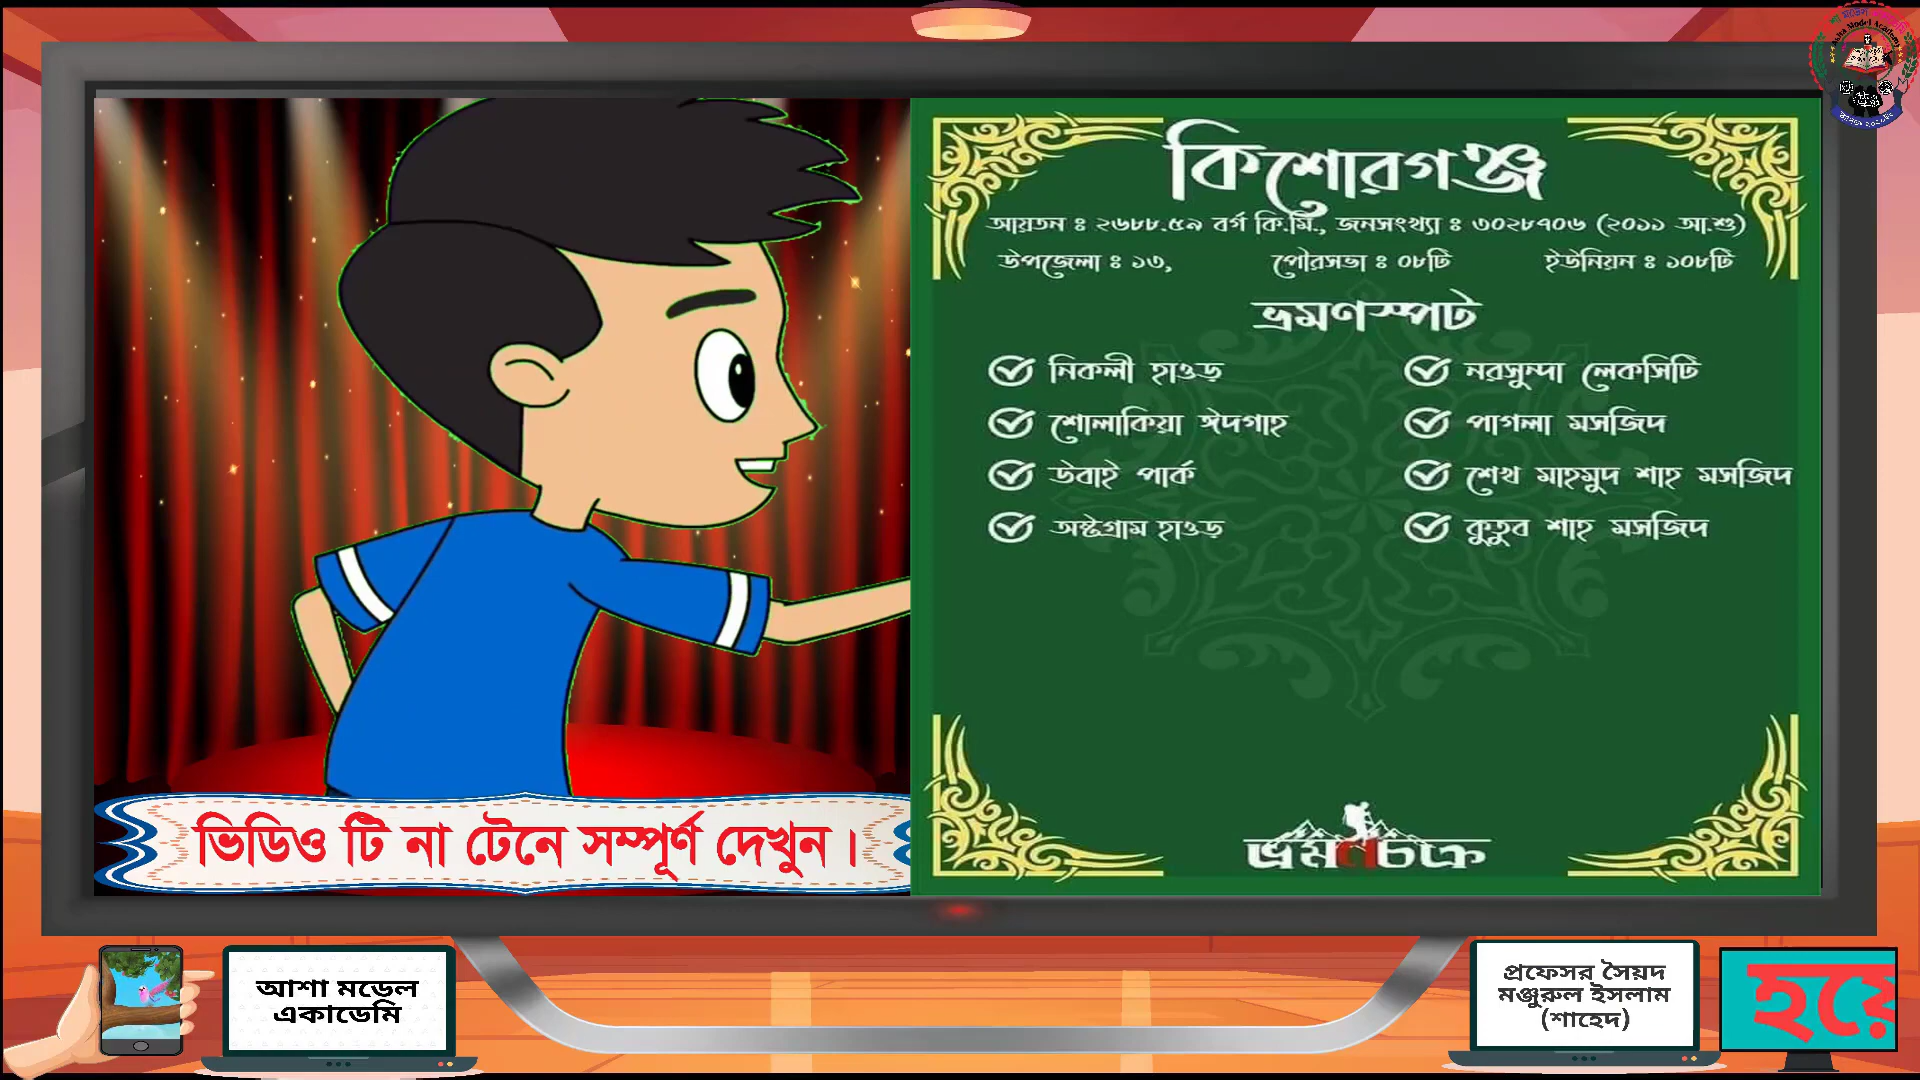 কিশোরগঞ্জ
আয়তন ঃ ২৬৮৮.৫৯ বর্গ কি.মি., জনসংখ্যা ঃ ৩০২৮৭০৬ (২০১১ আ.শু)
উপজেলা ঃ ১৩, পৌরসভা ঃ ০৮টি ইউনিয়ন ঃ ১০৮টি
ভ্রমণস্পট
নিকলী হাওড় নরসুন্দা লেকসিটি
শোলাকিয়া ঈদগাহ পাগলা মসজিদ
উবাই পার্ক শেখ মাহমুদ শাহ মসজিদ
অষ্টগ্রাম হাওড় কুতুব শাহ মসজিদ
ভ্রমণচক্র
ভিডিও টি না টেনে সম্পূর্ণ দেখুন।
আশা মডেল
একাডেমি
প্রফেসর সৈয়দ
মঞ্জুরুল ইসলাম
(শাহেদ)
হয়ে